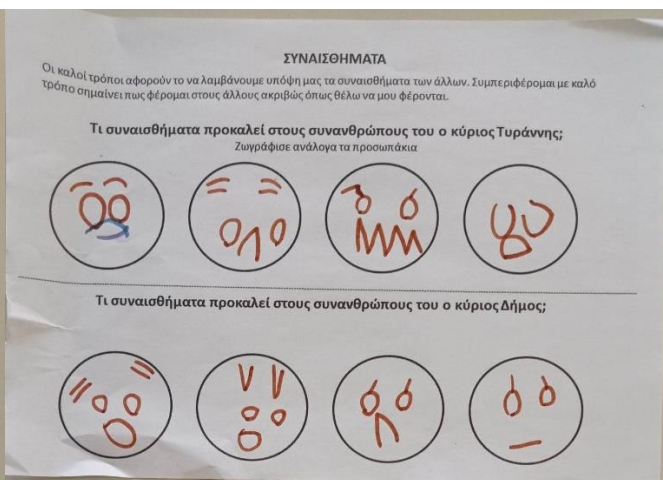 ΣΥΝΑΙΣΘΗΜΑΤΑ
Οι καλοί τρόποι αφορούν το να λαμβάνουμε υπόψη μας τα συναισθήματα των άλλων. Συμπεριφέρομαι με καλό
τρόπο σημαίνει πως φέρομαι στους άλλους ακριβώς όπως θέλω να μου φέρονται.
Τι συναισθήματα προκαλεί στους συνανθρώπους του ο κύριος Τυράννης;
Ζωγράφισε ανάλογα τα προσωπάκια
Τι συναισθήματα προκαλεί στους συνανθρώπους του ο κύριος Δήμος;